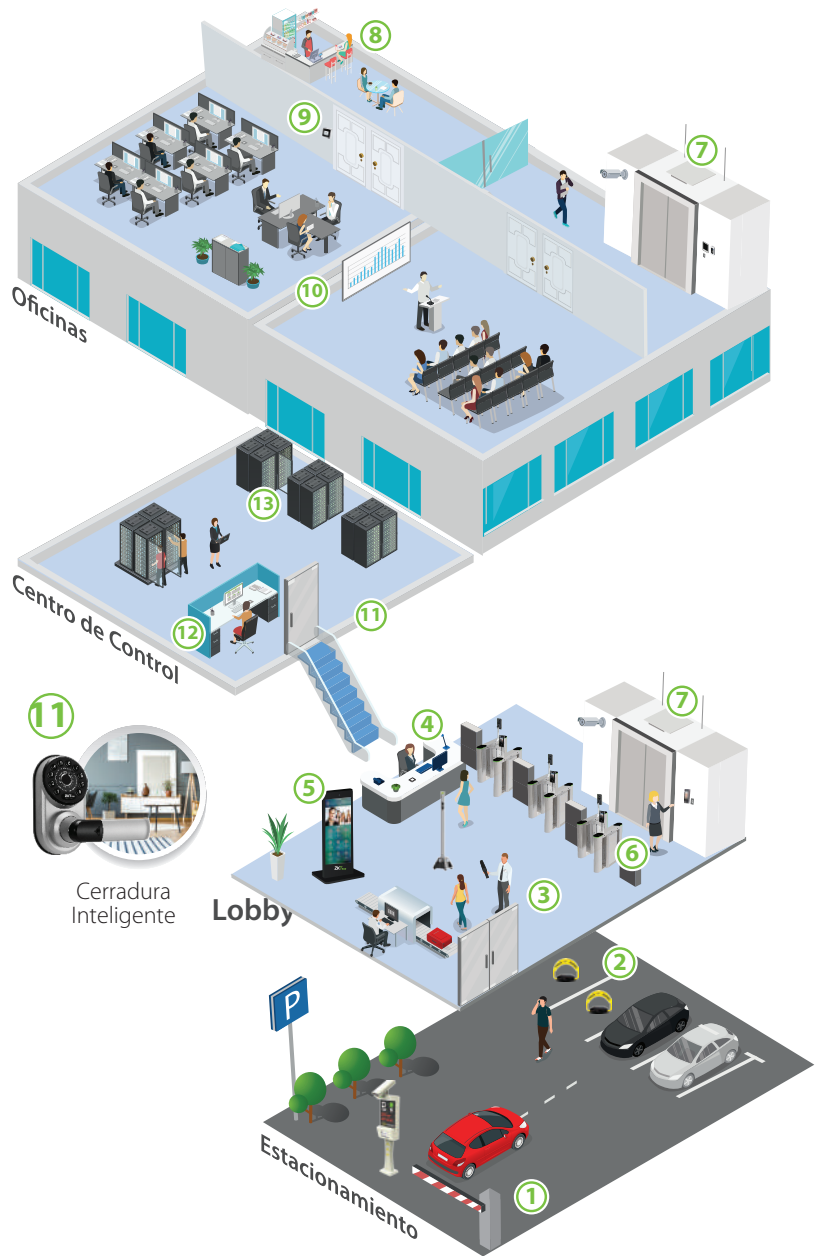 8
9
7
10
Oficinas
13
11
12
Centro de Control
7
11
4
5
6
Cerradura
Inteligente
3
Lobby
2
P
1
Estacionamiento